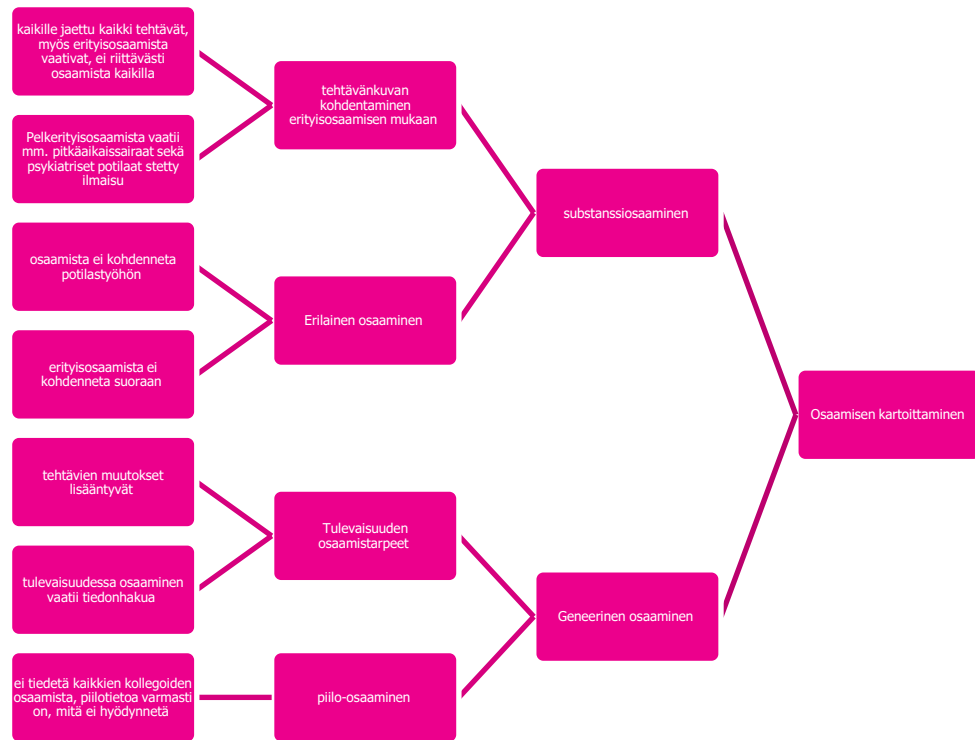 kaikille jaettu kaikki tehtävät,
myös erityisosaamista
vaativat, ei riittävästi
osaamista kaikilla
Pelkerityisosaamista vaatii
mm. pitkäaikaissairaat sekä
psykiatriset potilaat stetty
ilmaisu
osaamista ei kohdenneta
potilastyöhön
erityisosaamista ei
kohdenneta suoraan
tehtävien muutokset
lisääntyvät
tulevaisuudessa osaaminen
vaatii tiedonhakua
ei tiedetä kaikkien kollegoiden
osaamista, piilotietoa varmasti
on, mitä ei hyödynnetä
tehtävänkuvan
kohdentaminen
erityisosaamisen mukaan
Erilainen osaaminen
Tulevaisuuden
osaamistarpeet
piilo-osaaminen
substanssiosaaminen
Geneerinen osaaminen
Osaamisen kartoittaminen